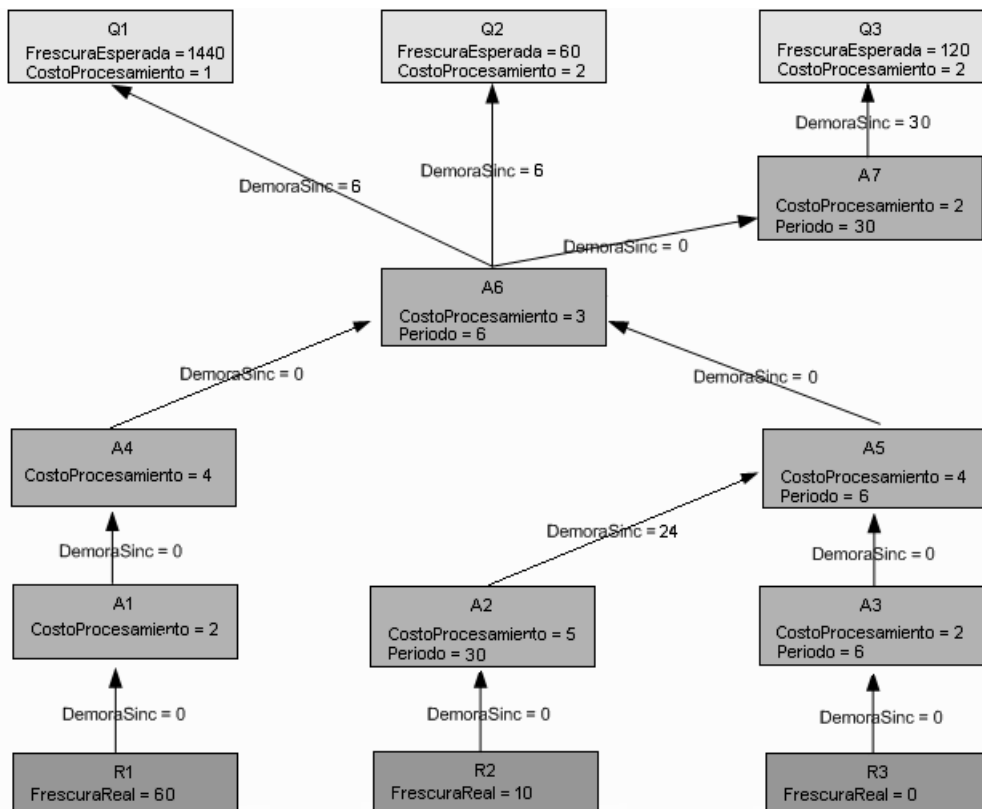 Q1
FrescuraEsperada = 1440
CostoProcesamiento = 1
Q2
FrescuraEsperada = 60
CostoProcesamiento = 2
Q3
FrescuraEsperada = 120
CostoProcesamiento = 2
DemoraSinc = 30
DemoraSinc = 6
DemoraSinc = 6
A7
CostoProcesamiento = 2
Periodo = 30
DemoraSinc = 0
A6
CostoProcesamiento = 3
Periodo = 6
DemoraSinc = 0
DemoraSinc = 0
A4
CostoProcesamiento = 4
A5
CostoProcesamiento = 4
Periodo = 6
DemoraSinc = 0
DemoraSinc = 24
DemoraSinc = 0
A1
CostoProcesamiento = 2
A2
CostoProcesamiento = 5
Periodo = 30
A3
CostoProcesamiento = 2
Periodo = 6
DemoraSinc = 0
DemoraSinc = 0
DemoraSinc = 0
R1
FrescuraReal = 60
R2
FrescuraReal = 10
R3
FrescuraReal = 0